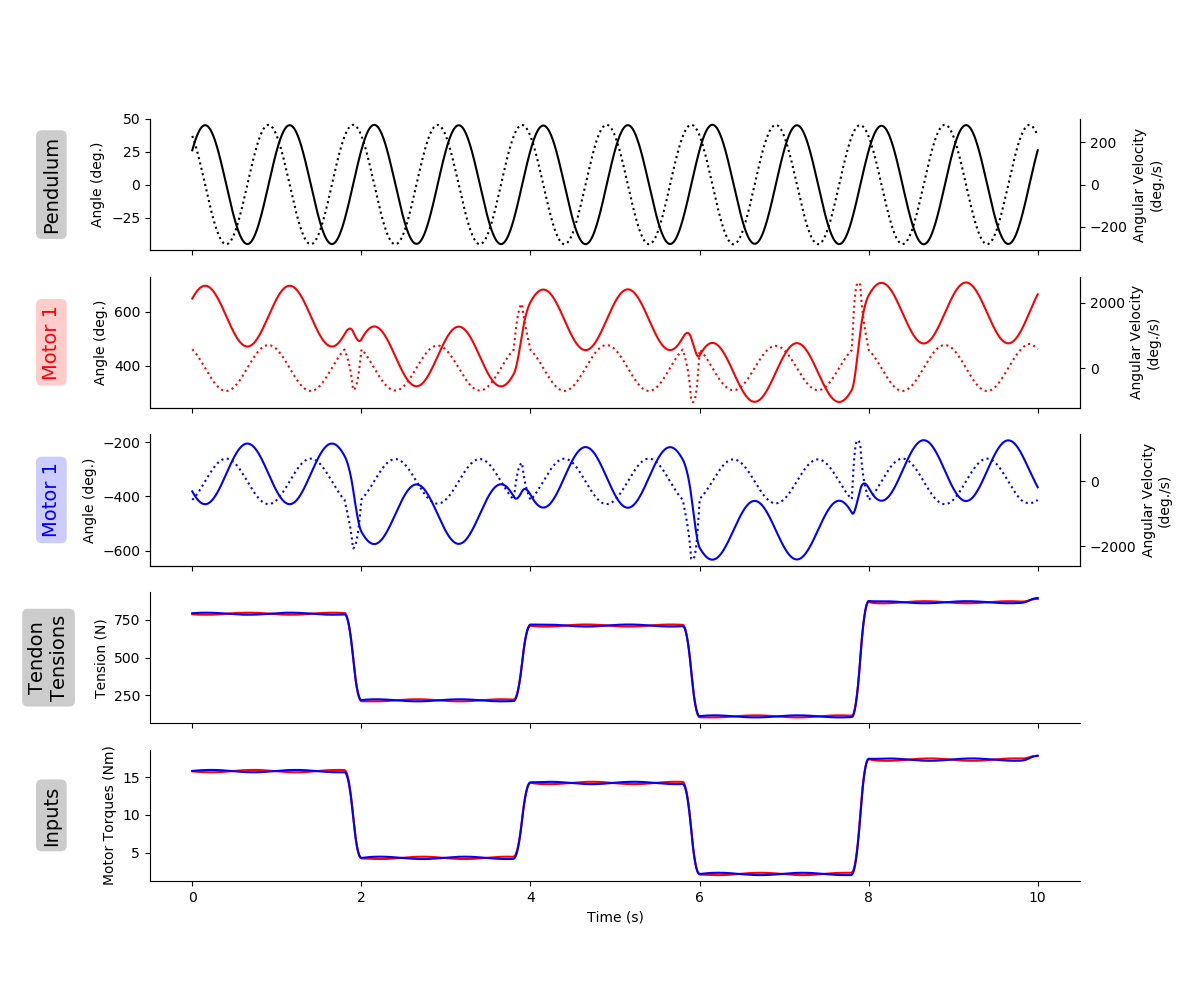 Pendulum
Angle (deg.)
50
25
0
−25
200
0
−200
Angular Velocity
(deg./s)
Motor 1
Angle (deg.)
600
400
2000
0
Angular Velocity
(deg./s)
Motor 1
Angle (deg.)
−200
−400
−600
0
−2000
Angular Velocity
(deg./s)
Tendon
Tensions
Tension (N)
750
500
250
Inputs
Motor Torques (Nm)
15
10
5
0
2
4
6
8
10
Time (s)